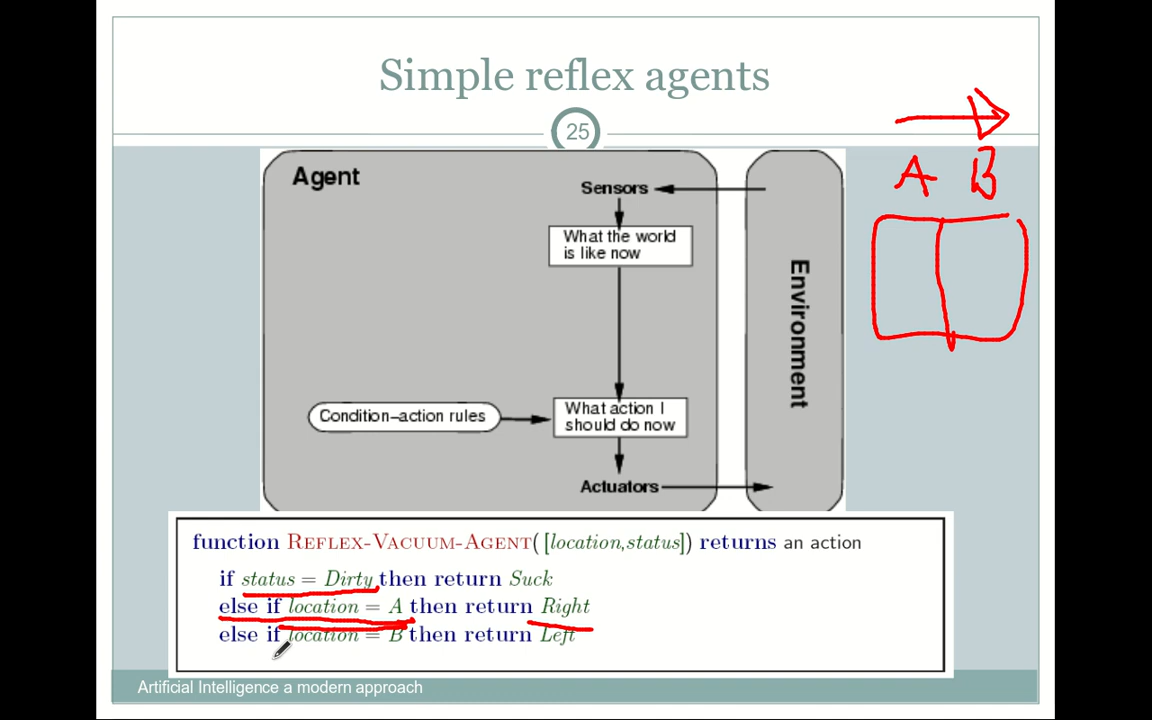 Simple reflex agents
25
A B
Agent
Sensors
What the world
is like now
Environment
Condition–action rules
What action I
should do now
Actuators
function REFLEX-VACUUM-AGENT([location,status]) returns an action
if status = Dirty then return Suck
else if location = A then return Right
else if location = B then return Left
Artificial Intelligence a modern approach